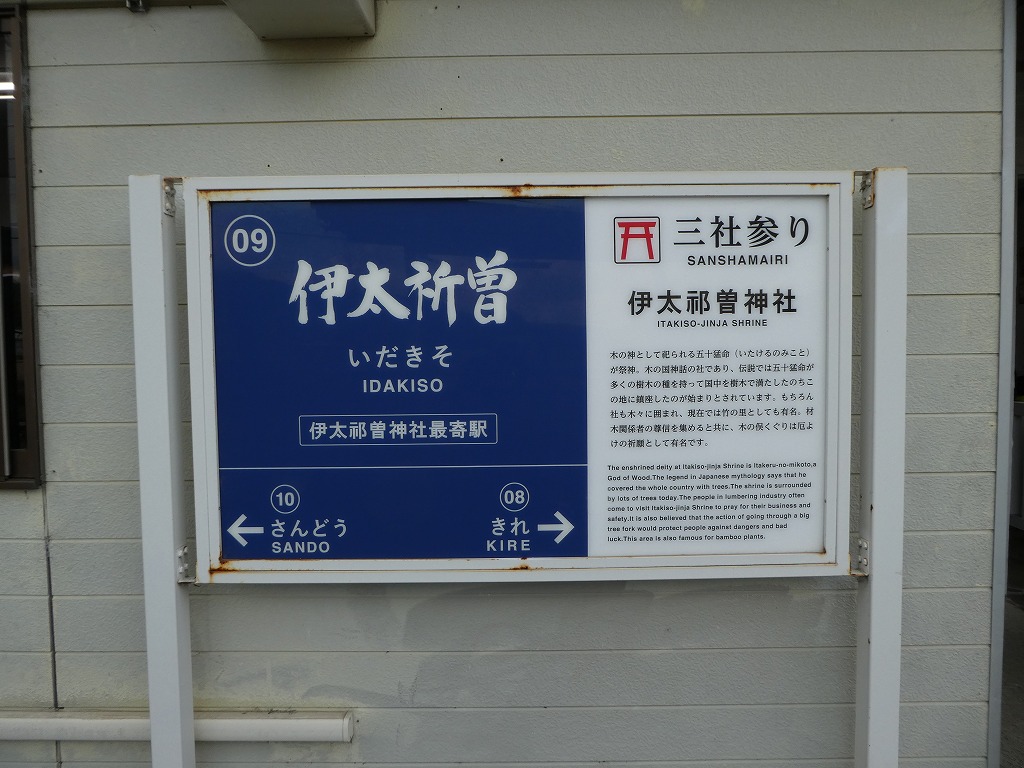 09
伊太祈曽
いだきそ
IDAKISO
伊太祁曽神社最寄駅
10
さんどう
SANDO
08
きれ
KIRE
三社参り
SANSHAMAIRI
伊太祁曽神社
ITAKISO-JINJA SHRINE
木の神として祀られる五十猛命（いたけるのみこと）
が祭神。木の国神話の社であり、伝説では五十猛命が
多くの樹木の種を持って国中を樹木で満たしたのちこ
の地に鎮座したのが始まりとされています。もちろん
社も木々に囲まれ、現在では竹の里としても有名。材
木関係者の尊信を集めると共に、木の俣くぐりは厄よ
けの祈願として有名です。
The enshrined deity at Itakiso-jinja Shrine is Itakeru-no-mikoto,a
God of Wood.The legend in Japanese mythology says that he
covered the whole country with trees.The shrine is surrounded
by lots of trees today.The people in lumbering industry often
come to visit Itakiso-jinja Shrine to pray for their business and
safety.It is also believed that the action of going through a big
tree fork would protect people against dangers and bad
luck.This area is also famous for bamboo plants.